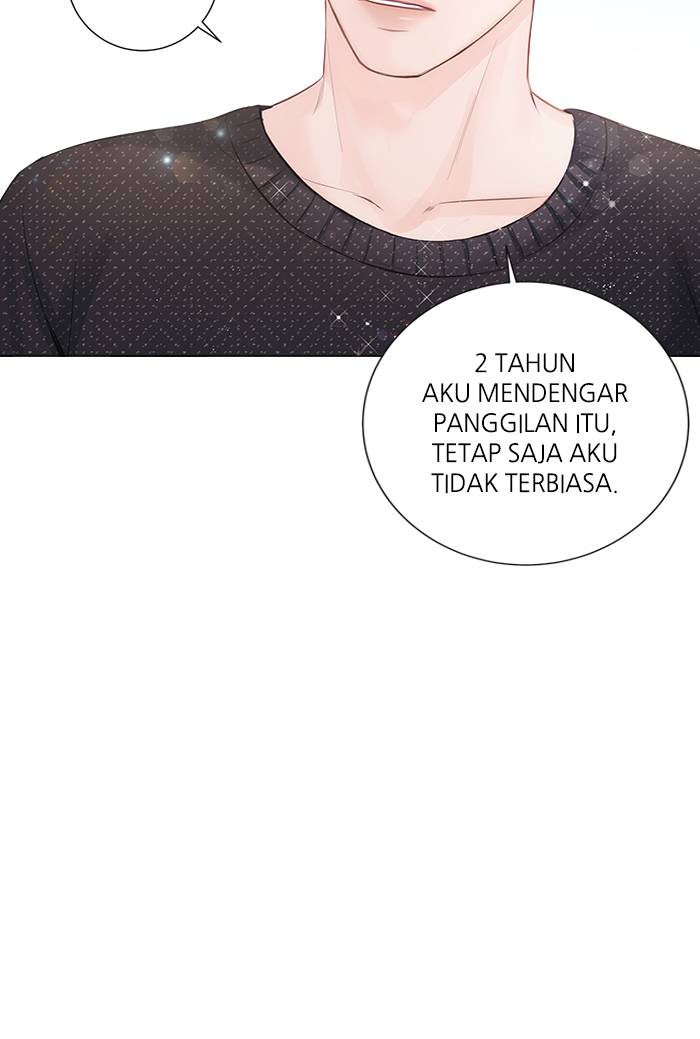 2 TAHUN
AKU MENDENGAR
PANGGILAN ITU,
TETAP SAJA AKU
TIDAK TERBIASA.